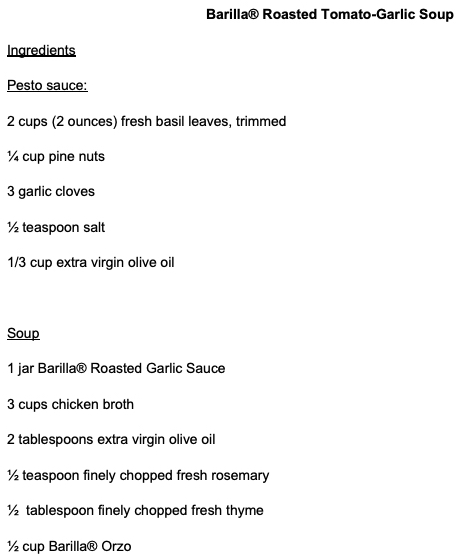 Barilla® Roasted Tomato-Garlic Soup
Ingredients
Pesto sauce:
2 cups (2 ounces) fresh basil leaves, trimmed
¼ cup pine nuts
3 garlic cloves
½ teaspoon salt
1/3 cup extra virgin olive oil
Soup
1 jar Barilla® Roasted Garlic Sauce
3 cups chicken broth
2 tablespoons extra virgin olive oil
½ teaspoon finely chopped fresh rosemary
½  tablespoon finely chopped fresh thyme
½ cup Barilla® Orzo